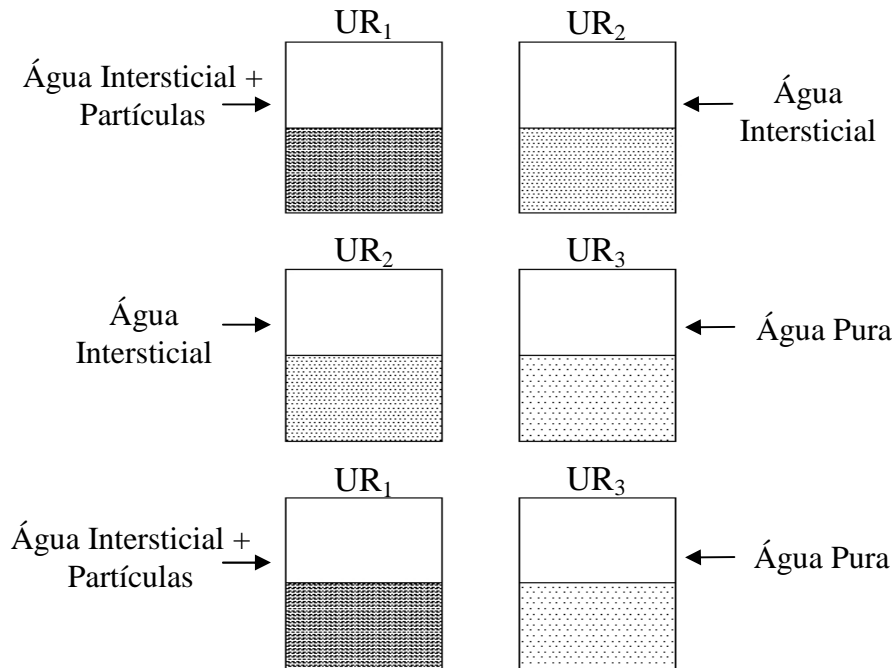 UR₁
UR₂
Água Intersticial +
Partículas
Água
Intersticial
UR₂
UR₃
Água
Intersticial
Água Pura
UR₁
UR₃
Água Intersticial +
Partículas
Água Pura